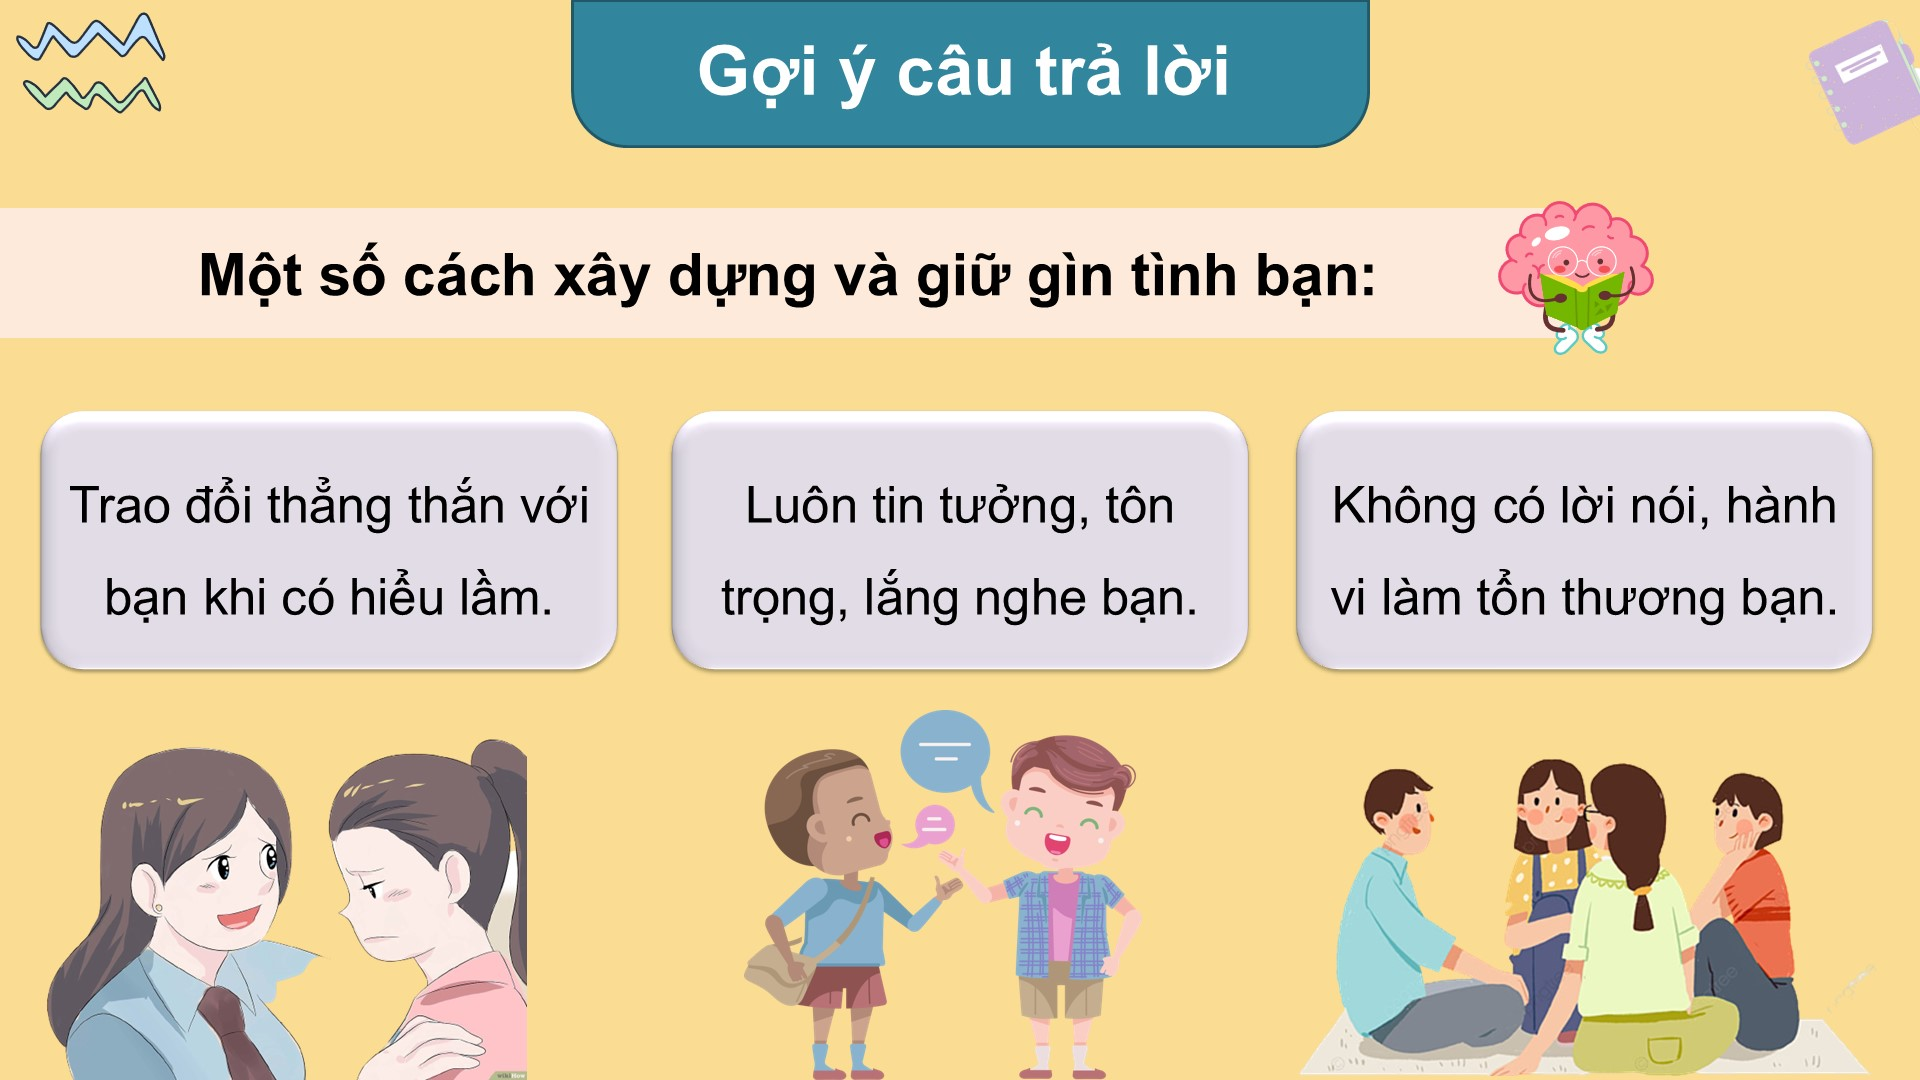 Gợi ý câu trả lời
Một số cách xây dựng và giữ gìn tình bạn:
Trao đổi thẳng thắn với
bạn khi có hiểu lầm.
Luôn tin tưởng, tôn
trọng, lắng nghe bạn.
Không có lời nói, hành
vi làm tổn thương bạn.
wikiHow